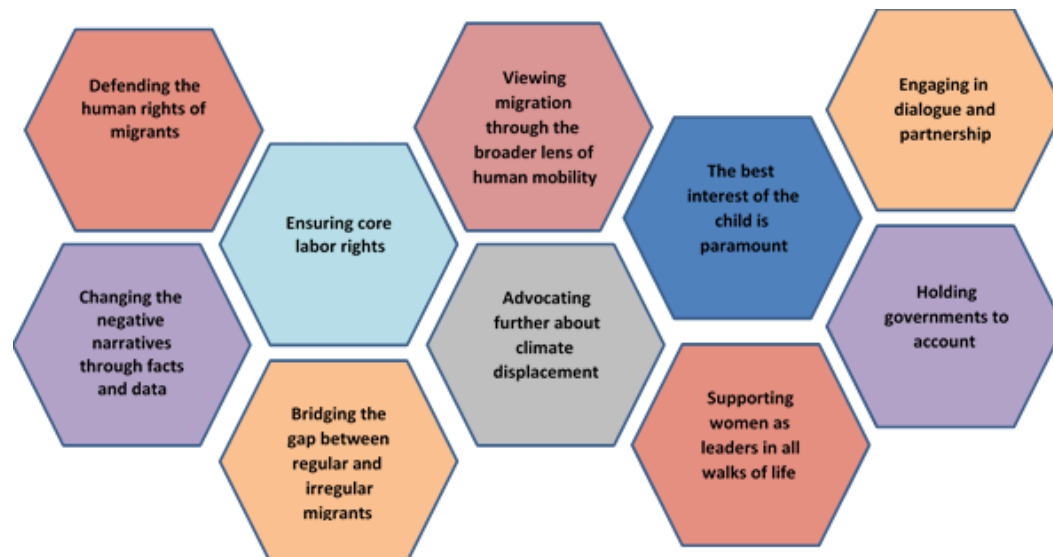 Defending the
human rights of
migrants
Viewing
migration
through the
broader lens of
human mobility
Engaging in
dialogue and
partnership
Ensuring core
labor rights
The best
interest of the
child is
paramount
Changing the
negative
narratives
through facts
and data
Advocating
further about
climate
displacement
Holding
governments to
account
Bridging the
gap between
regular and
irregular
migrants
Supporting
women as
leaders in all
walks of life